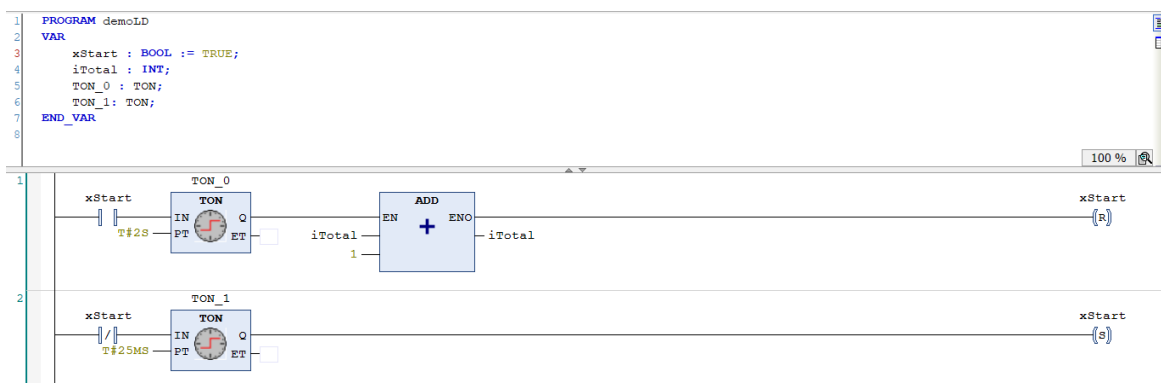 1 PROGRAM demoLD
2 VAR
3 xStart : BOOL := TRUE;
4 iTotal : INT;
5 TON_0 : TON;
6 TON_1: TON;
7 END_VAR
8
100 %
1
TON_0
xStart TON ADD xStart
IN Q EN ENO R
T#2S PT ET iTotal + iTotal
1
2
TON_1
xStart TON xStart
/ IN Q S
T#25MS PT ET